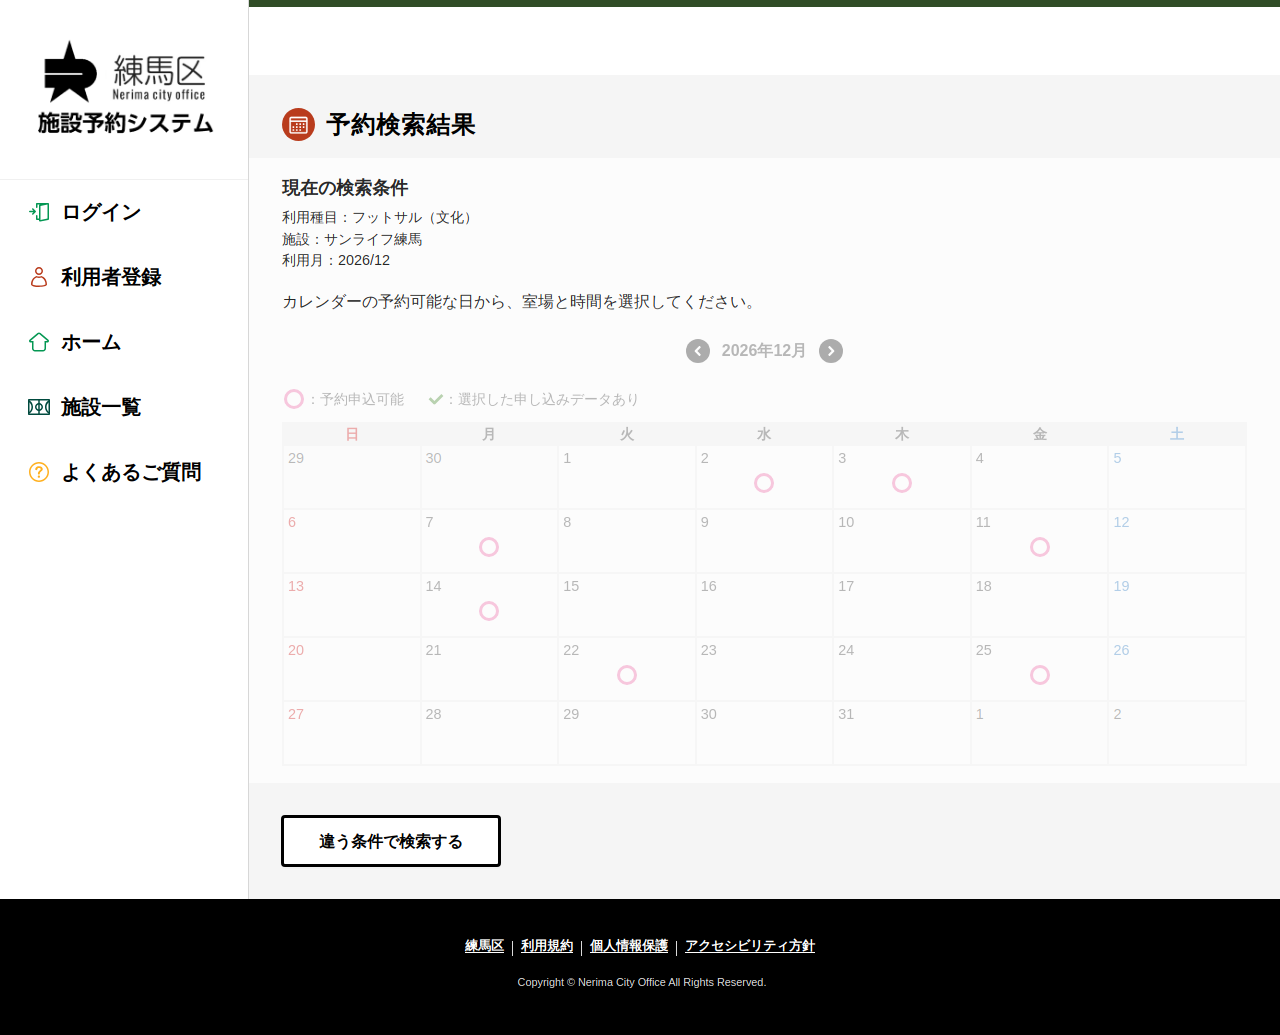 練馬区
Nerima city office
施設予約システム
ログイン
利用者登録
ホーム
施設一覧
よくあるご質問
予約検索結果
現在の検索条件
利用種目：フットサル（文化）
施設：サンライフ練馬
利用月：2026/12
カレンダーの予約可能な日から、室場と時間を選択してください。
2026年12月
：予約申込可能 ：選択した申し込みデータあり
日 月 火 水 木 金 土
29 30 1 2 3 4 5
6 7 8 9 10 11 12
13 14 15 16 17 18 19
20 21 22 23 24 25 26
27 28 29 30 31 1 2
違う条件で検索する
練馬区 利用規約 個人情報保護 アクセシビリティ方針
Copyright © Nerima City Office All Rights Reserved.